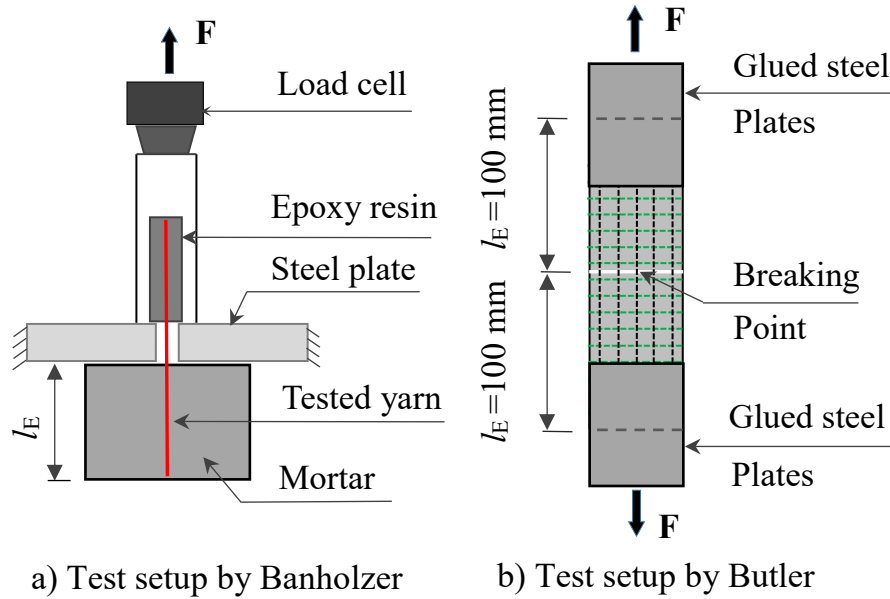 F
Load cell
Epoxy resin
Steel plate
lE
Tested yarn
Mortar
a) Test setup by Banholzer
F
Glued steel
Plates
lE=100 mm
Breaking
Point
lE=100 mm
Glued steel
Plates
F
b) Test setup by Butler